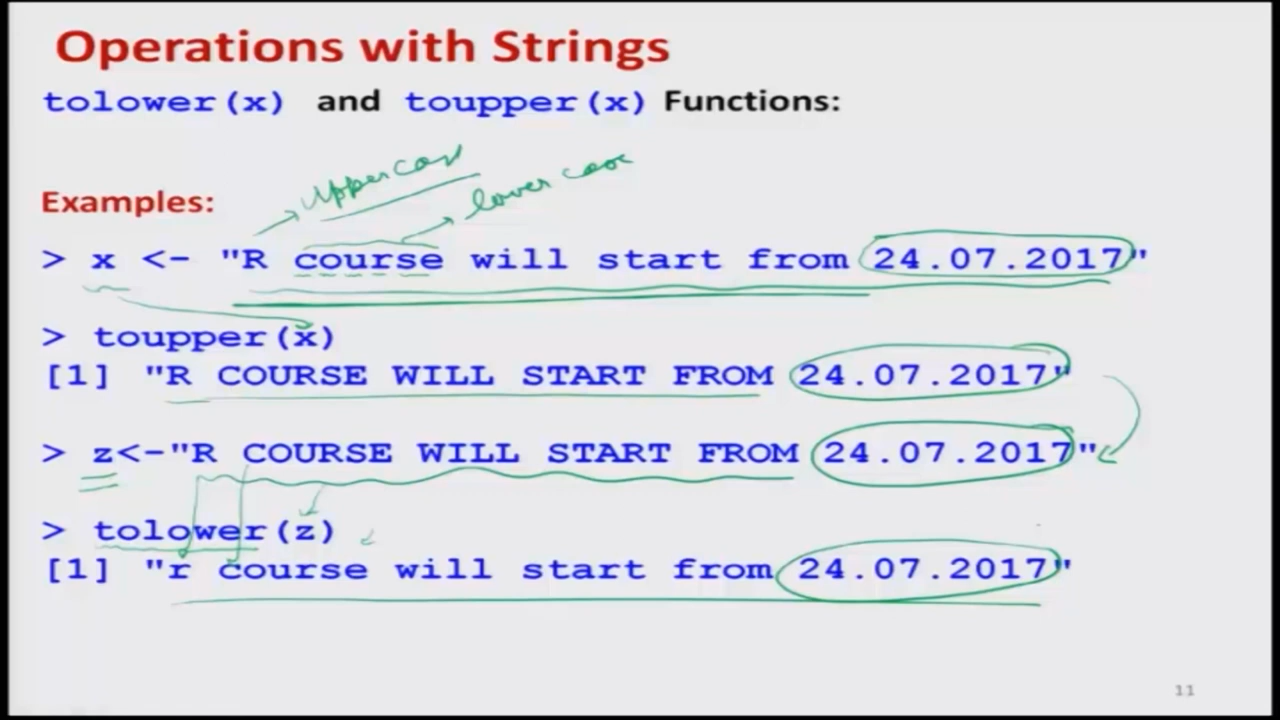 Operations with Strings
tolower(x) and toupper(x) Functions:
Uppercase
lower case
Examples:
> x <- "R course will start from 24.07.2017"
> toupper(x)
[1] "R COURSE WILL START FROM 24.07.2017"
> z<-"R COURSE WILL START FROM 24.07.2017"
> tolower(z)
[1] "r course will start from 24.07.2017"
11